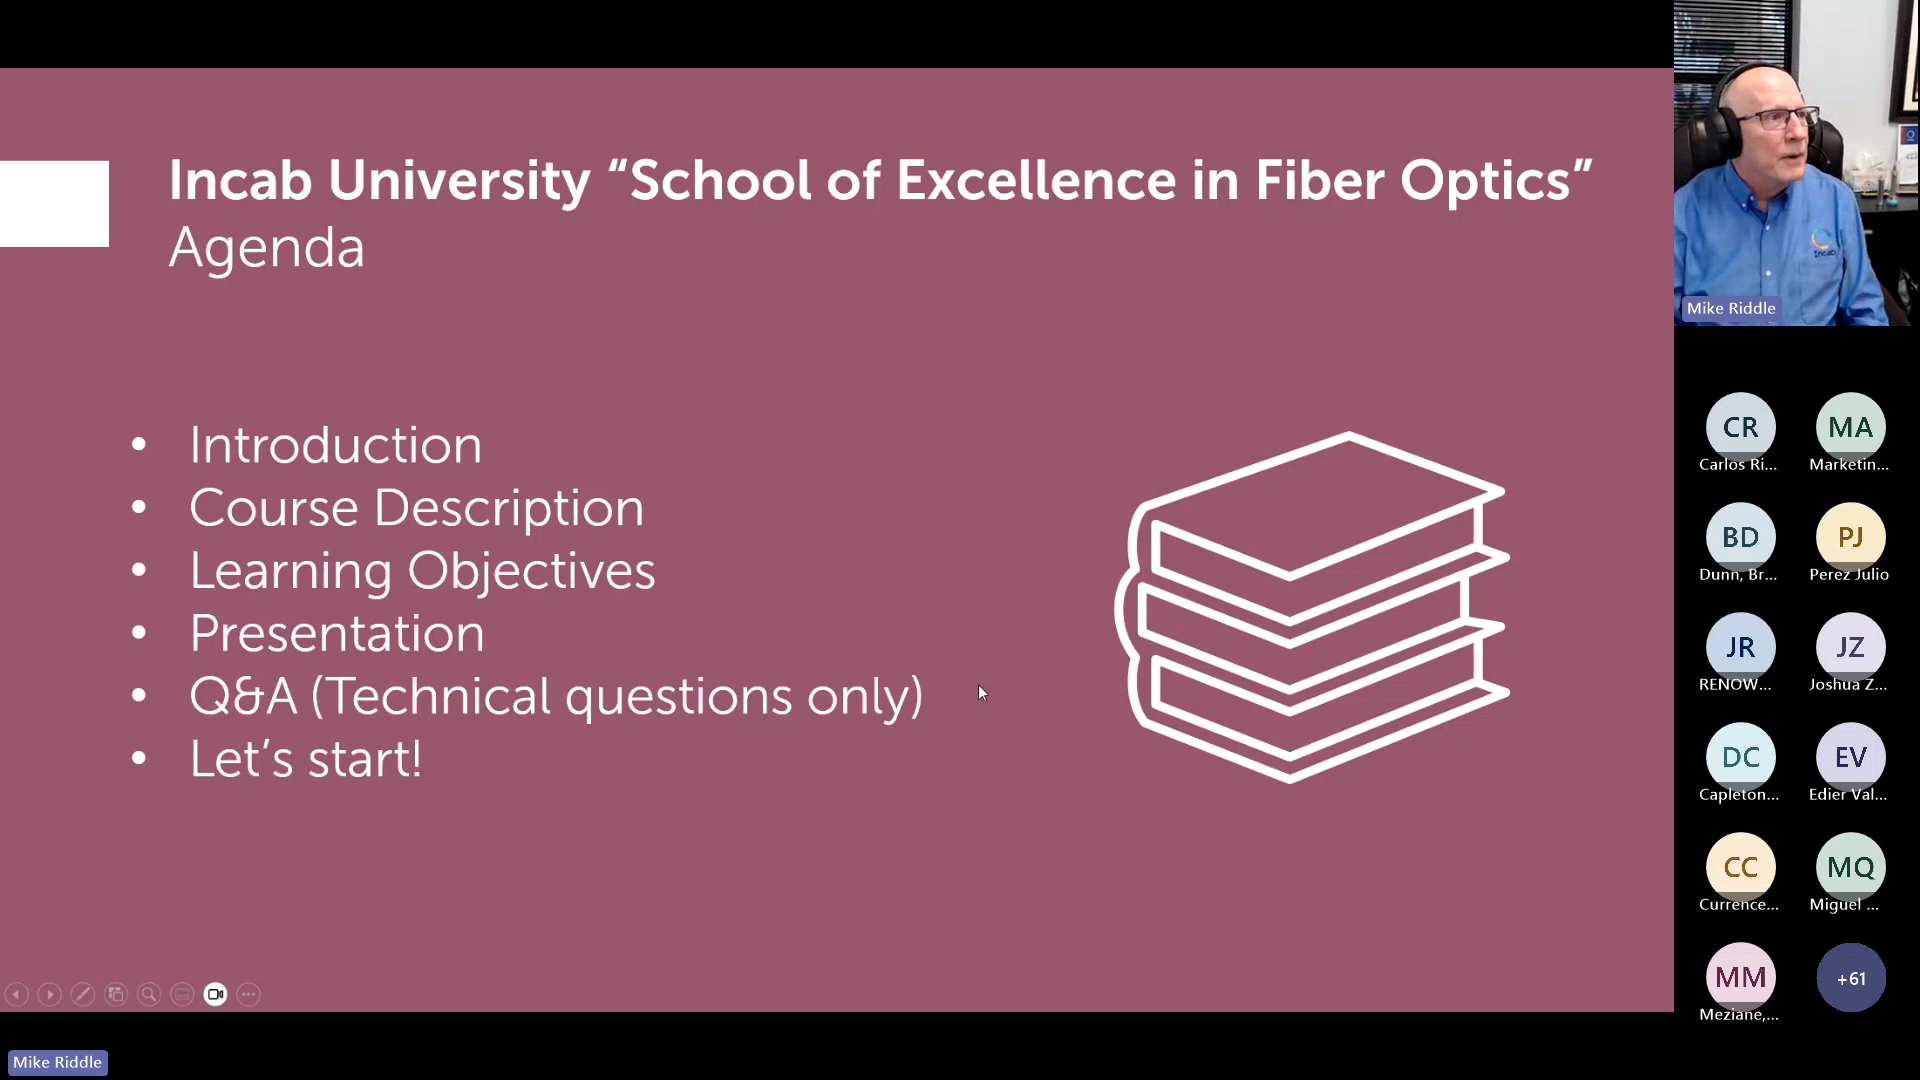 Incab University “School of Excellence in Fiber Optics”
Agenda
• Introduction
• Course Description
• Learning Objectives
• Presentation
• Q&A (Technical questions only)
• Let’s start!
Mike Riddle
Incab
Mike Riddle
CR
MA
Carlos Ri...
Marketin...
BD
PJ
Dunn, Br...
Perez Julio
JR
JZ
RENOW...
Joshua Z...
DC
EV
Capleton...
Edier Val...
CC
MQ
Currence...
Miguel ...
MM
+61
Meziane,...